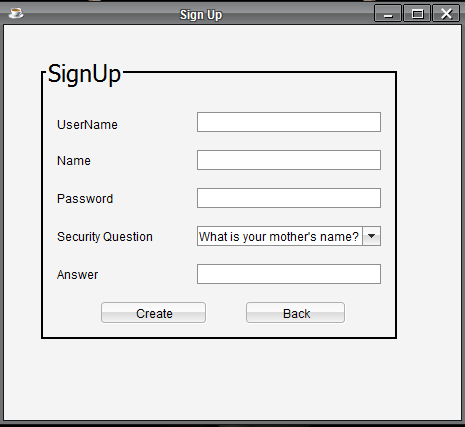 Sign Up
SignUp
UserName
Name
Password
Security Question What is your mother's name?
Answer
Create Back